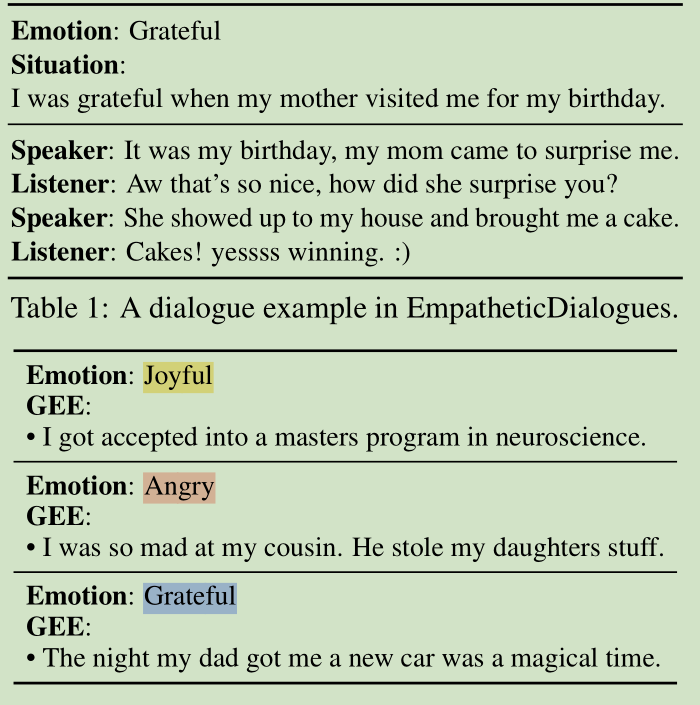 Emotion: Grateful
Situation:
I was grateful when my mother visited me for my birthday.
Speaker: It was my birthday, my mom came to surprise me.
Listener: Aw that's so nice, how did she surprise you?
Speaker: She showed up to my house and brought me a cake.
Listener: Cakes! yessss winning. :)
Table 1: A dialogue example in EmpatheticDialogues.
Emotion: Joyful
GEE:
• I got accepted into a masters program in neuroscience.
Emotion: Angry
GEE:
• I was so mad at my cousin. He stole my daughters stuff.
Emotion: Grateful
GEE:
• The night my dad got me a new car was a magical time.